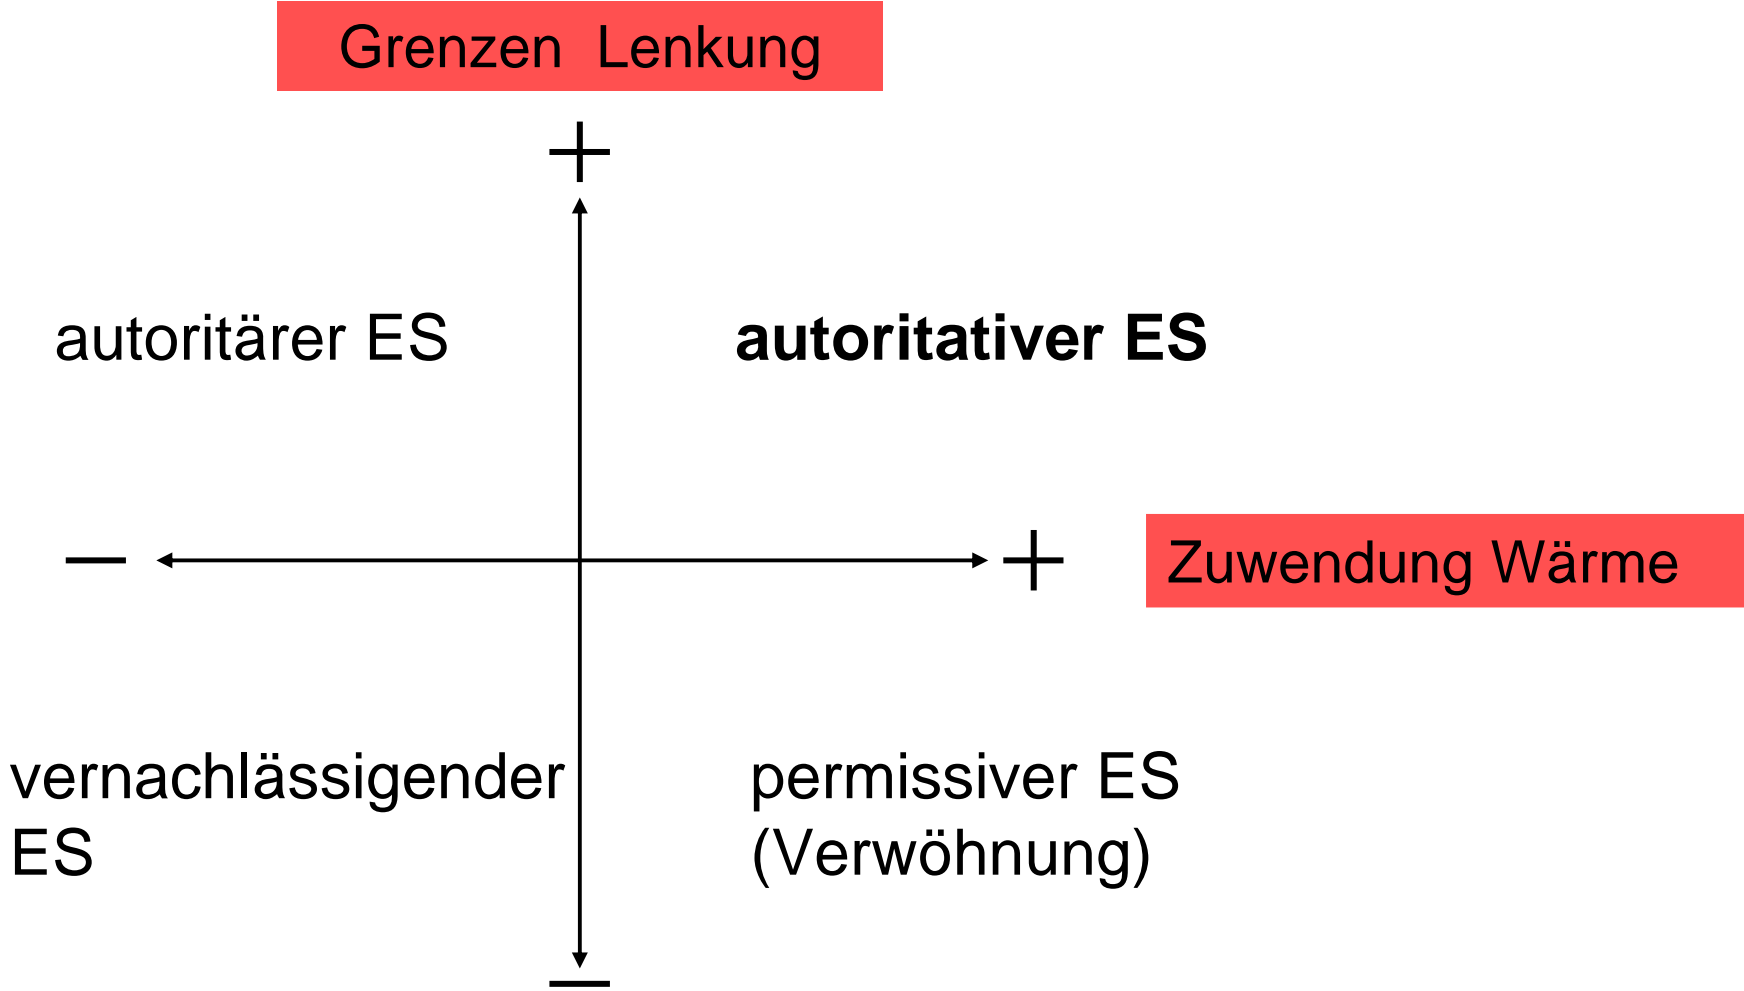 Grenzen Lenkung
+
autoritärer ES
autoritativer ES
–
+
Zuwendung Wärme
vernachlässigender
ES
permissiver ES
(Verwöhnung)
–